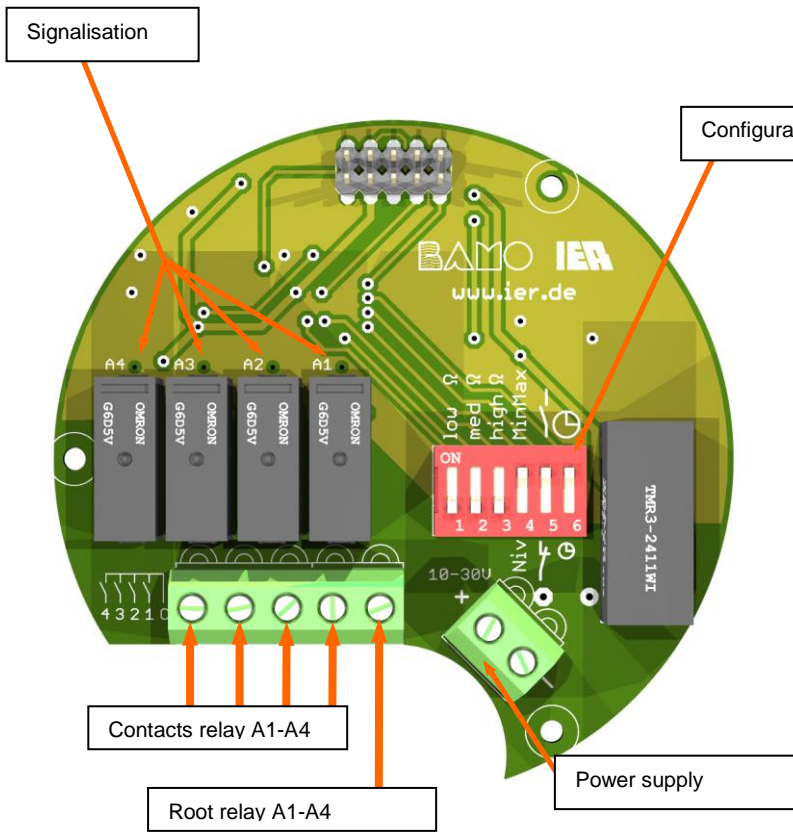 Signalisation
Configura
BAMO IER
www.ier.de
A4 A3 A2 A1
low Ω
med Ω
high Ω
MinMax
OMRON
G6D5V
OMRON
G6D5V
OMRON
G6D5V
OMRON
G6D5V
ON
1 2 3 4 5 6
TMR3-2411WI
Niv
10-30V
+
4 3 2 1 0
Contacts relay A1-A4
Power supply
Root relay A1-A4